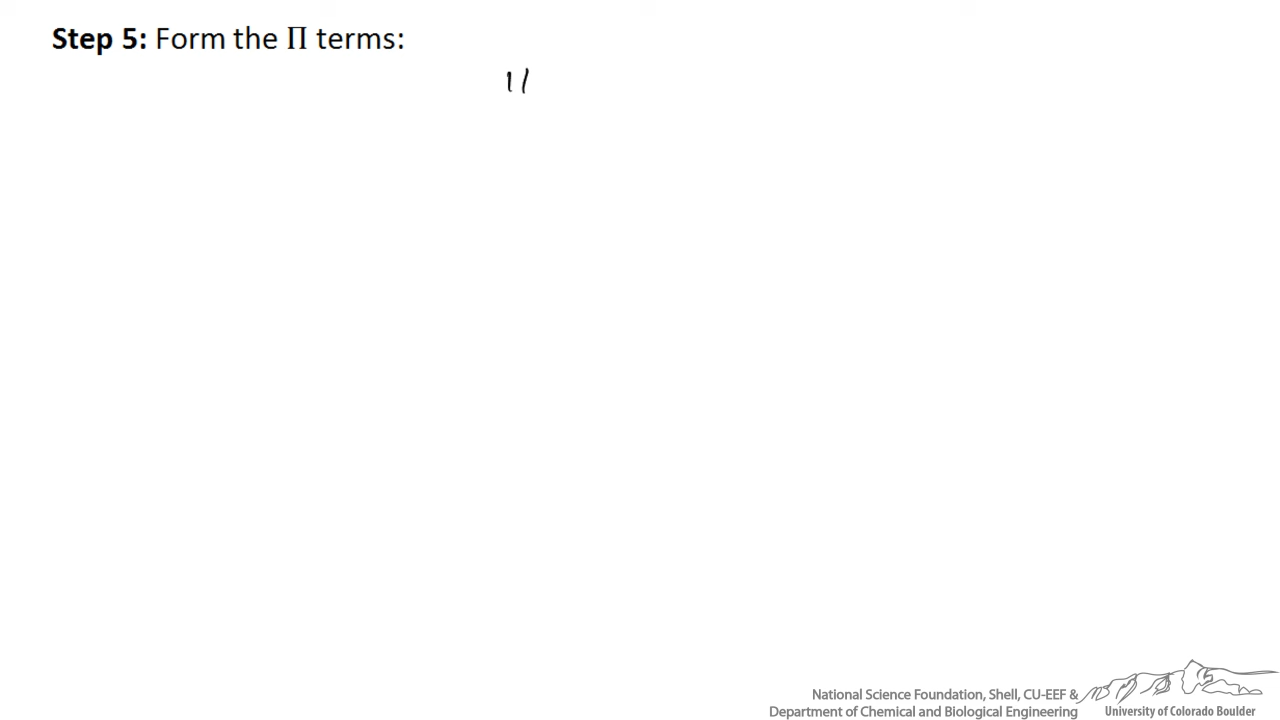 Step 5: Form the Π terms:
National Science Foundation, Shell, CU-EEF &
Department of Chemical and Biological Engineering
University of Colorado Boulder